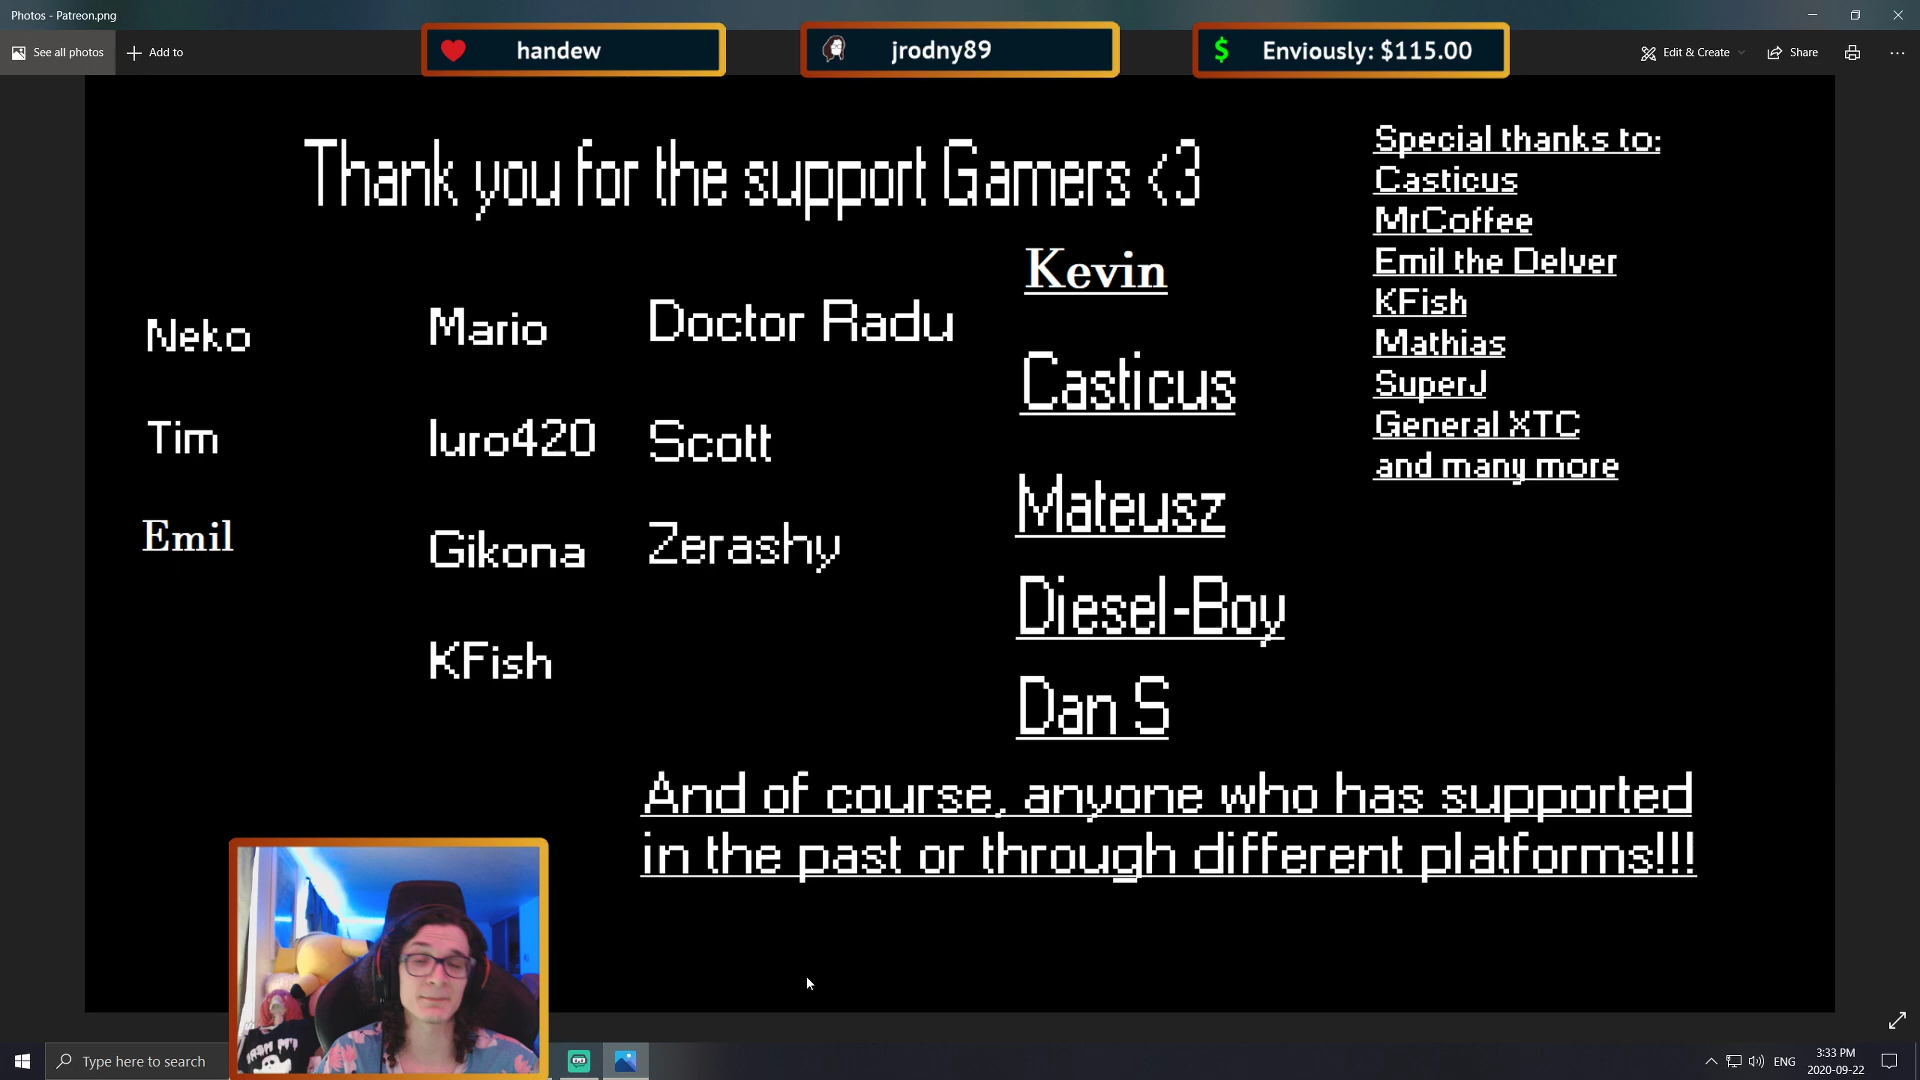 Photos - Patreon.png
See all photos
Add to
handew
jrodny89
$ Enviously: $115.00
Edit & Create
Share
Thank you for the support Gamers <3
Neko
Tim
Emil
Mario
luro420
Gikona
KFish
Doctor Radu
Scott
Zerashy
Kevin
Casticus
Mateusz
Diesel-Boy
Dan S
Special thanks to:
Casticus
MrCoffee
Emil the Delver
KFish
Mathias
SuperJ
General XTC
and many more
And of course, anyone who has supported
in the past or through different platforms!!!
Type here to search
ENG
3:33 PM
2020-09-22